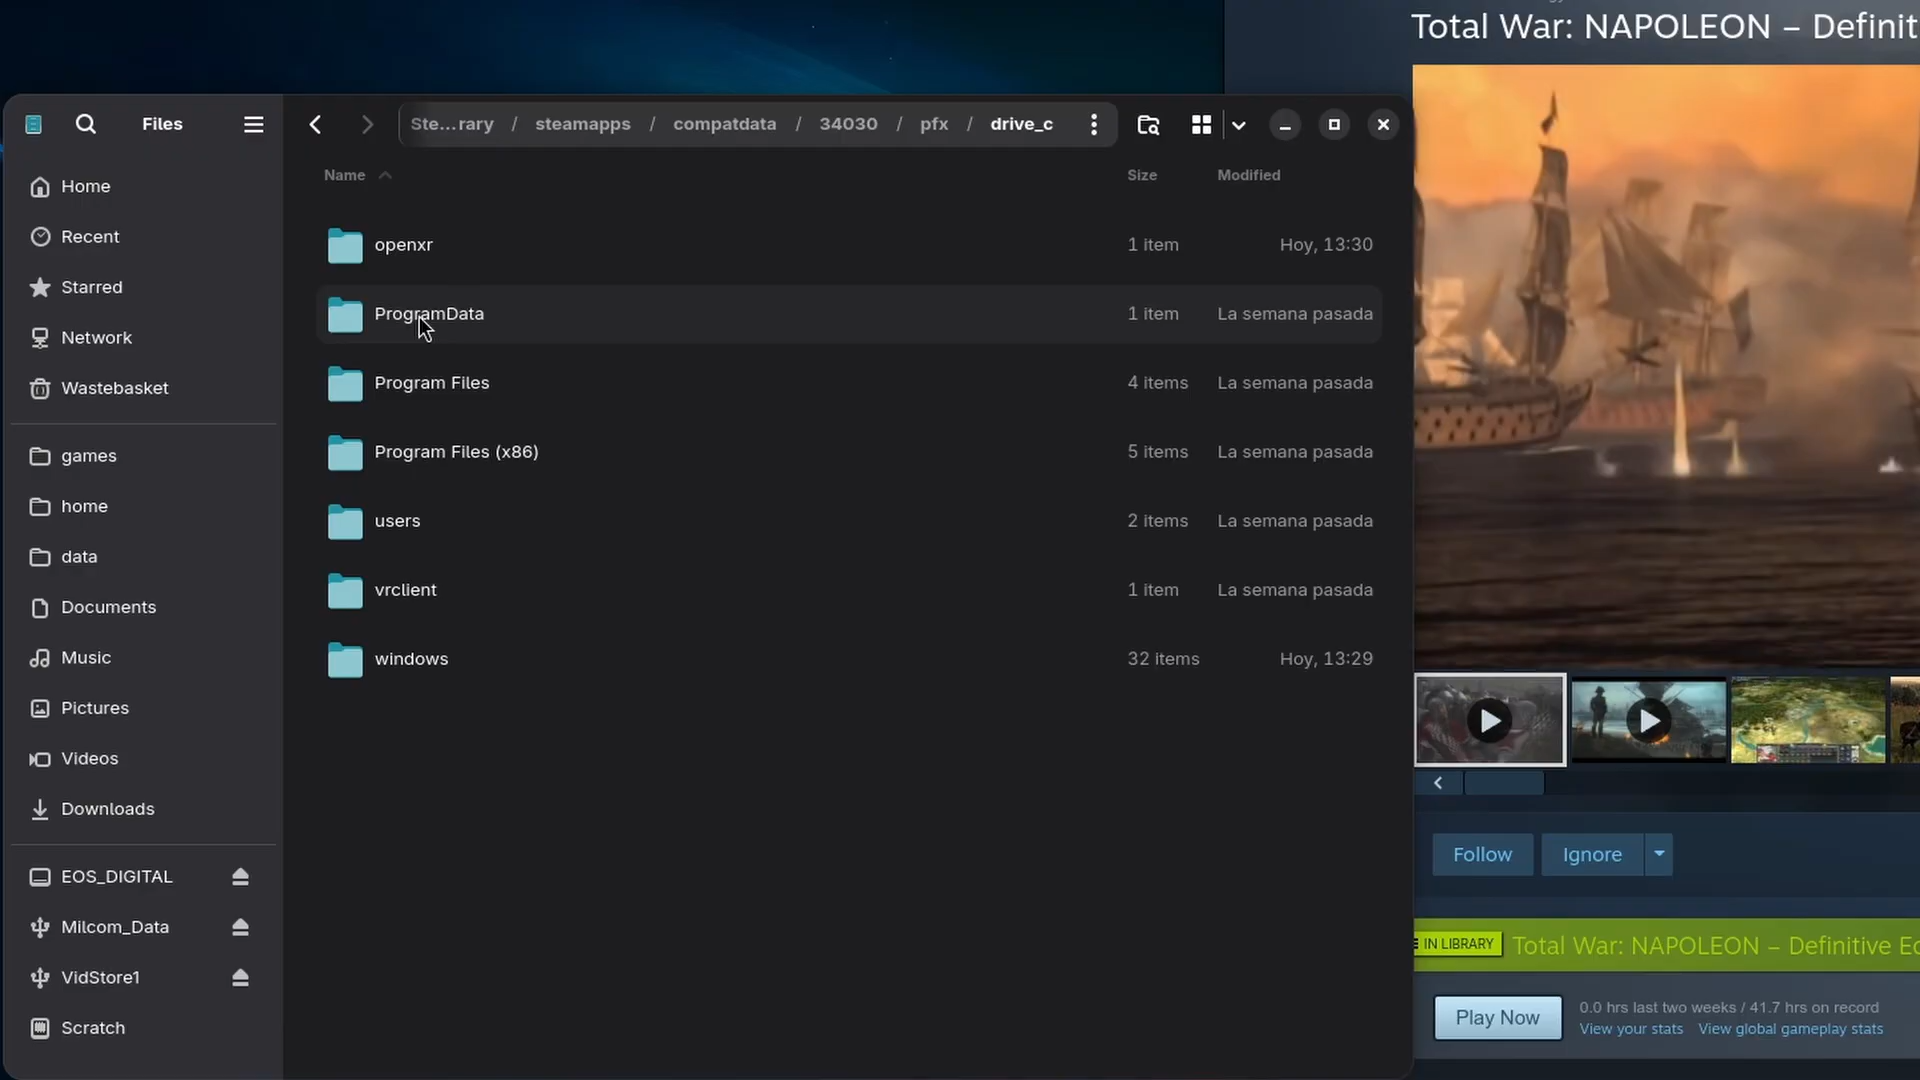 Total War: NAPOLEON – Definit
Files
Ste...rary / steamapps / compatdata / 34030 / pfx / drive_c
Name Size Modified
Home
Recent
Starred
Network
Wastebasket
games
home
data
Documents
Music
Pictures
Videos
Downloads
EOS_DIGITAL
Milcom_Data
VidStore1
Scratch
openxr 1 item Hoy, 13:30
ProgramData 1 item La semana pasada
Program Files 4 items La semana pasada
Program Files (x86) 5 items La semana pasada
users 2 items La semana pasada
vrclient 1 item La semana pasada
windows 32 items Hoy, 13:29
Follow Ignore
IN LIBRARY Total War: NAPOLEON – Definitive Ed
Play Now
0.0 hrs last two weeks / 41.7 hrs on record
View your stats View global gameplay stats